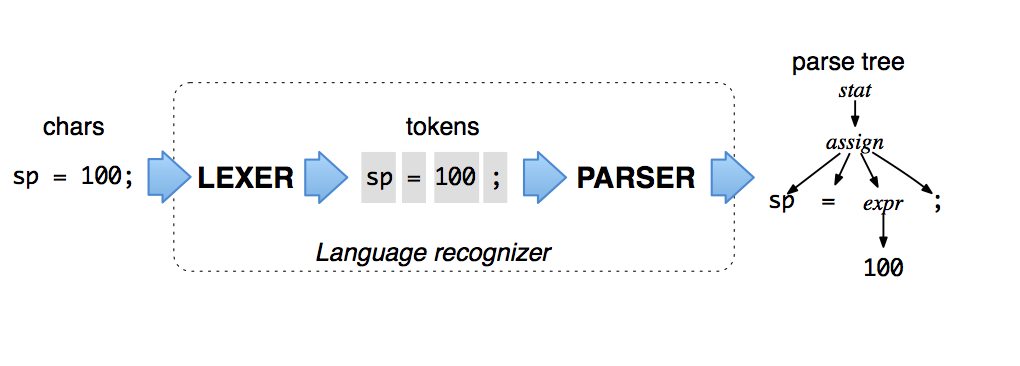 parse tree
stat
chars
tokens
assign
sp = 100;
LEXER
sp = 100 ;
PARSER
sp = expr ;
Language recognizer
100